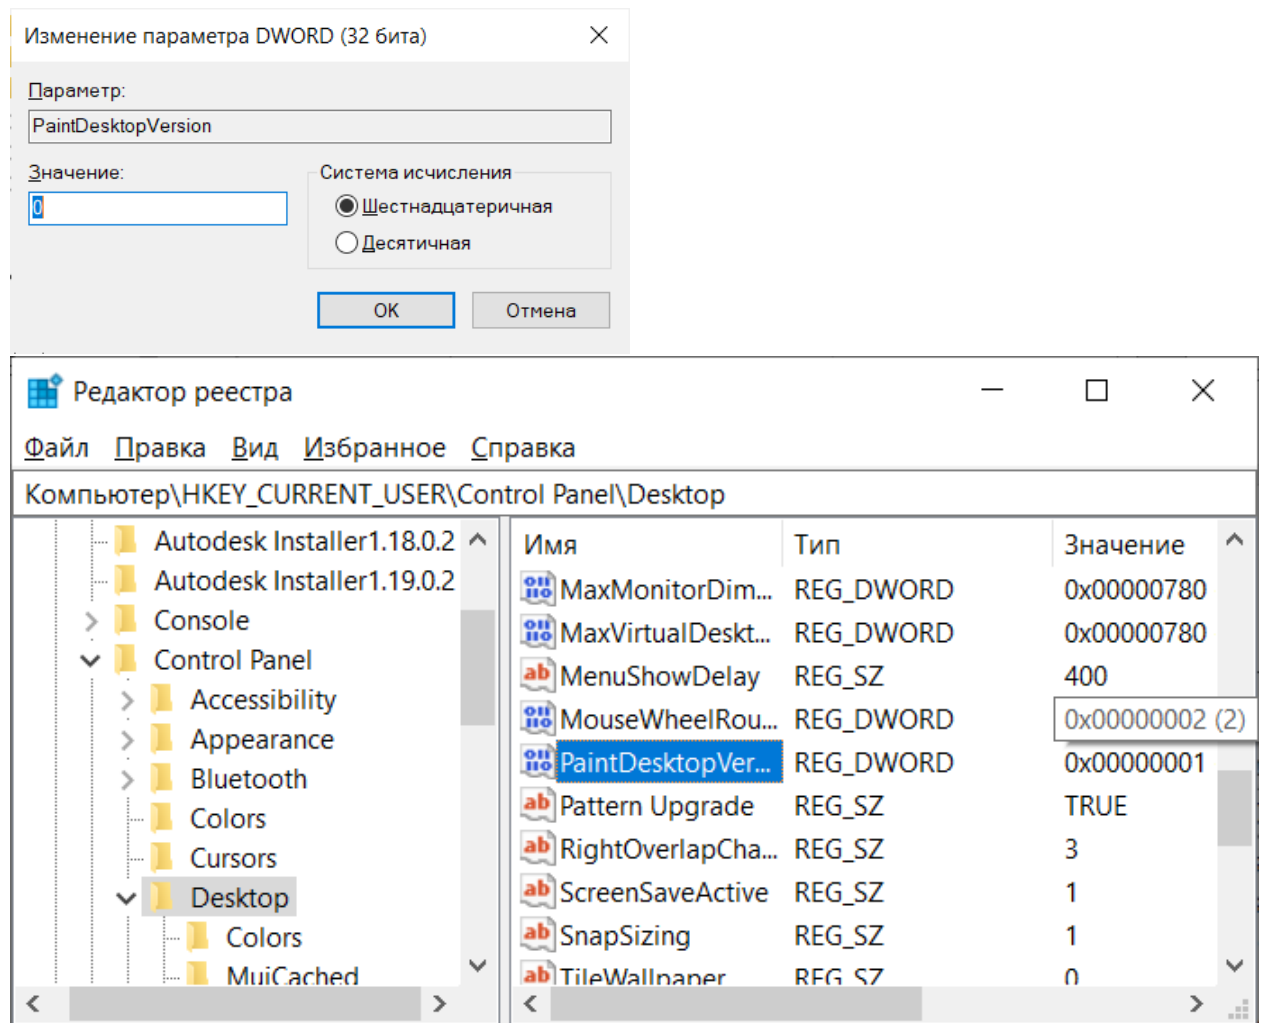 Изменение параметра DWORD (32 бита)
Параметр:
PaintDesktopVersion
Значение:
0
Система исчисления
Шестнадцатеричная
Десятичная
OK
Отмена
Редактор реестра
Файл Правка Вид Избранное Справка
Компьютер\HKEY_CURRENT_USER\Control Panel\Desktop
Autodesk Installer1.18.0.2
Autodesk Installer1.19.0.2
Console
Control Panel
Accessibility
Appearance
Bluetooth
Colors
Cursors
Desktop
Colors
MuiCached
Имя Тип Значение
MaxMonitorDim... REG_DWORD 0x00000780
MaxVirtualDeskt... REG_DWORD 0x00000780
MenuShowDelay REG_SZ 400
MouseWheelRou... REG_DWORD 0x00000002 (2)
PaintDesktopVer... REG_DWORD 0x00000001
Pattern Upgrade REG_SZ TRUE
RightOverlapCha... REG_SZ 3
ScreenSaveActive REG_SZ 1
SnapSizing REG_SZ 1
TileWallpaper REG_SZ 0